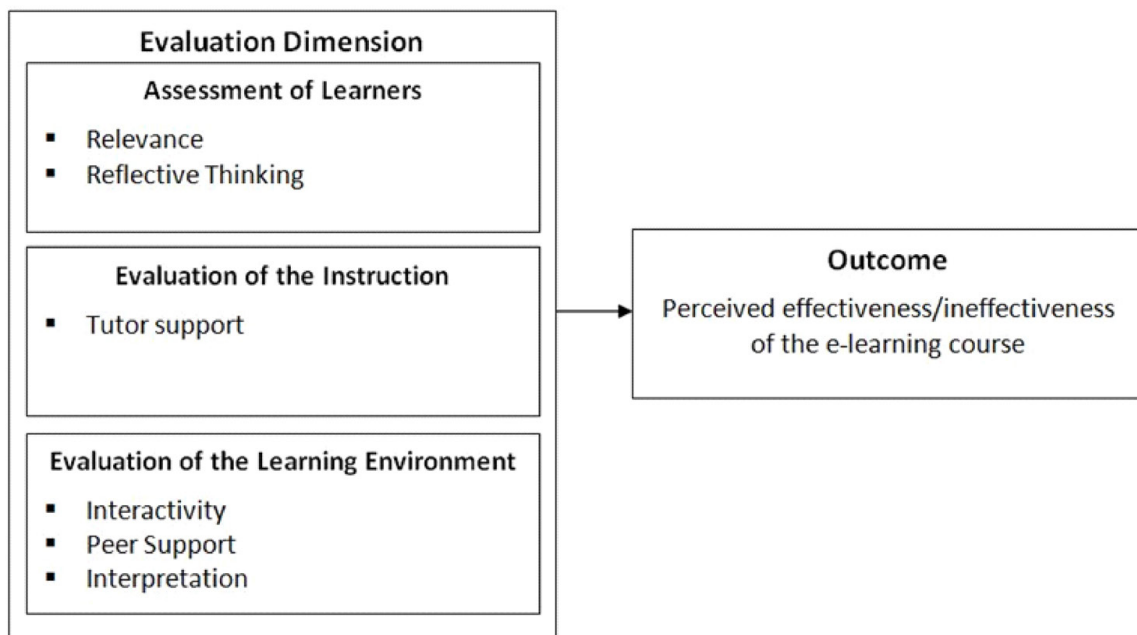 Evaluation Dimension
Assessment of Learners
▪ Relevance
▪ Reflective Thinking
Evaluation of the Instruction
▪ Tutor support
Evaluation of the Learning Environment
▪ Interactivity
▪ Peer Support
▪ Interpretation
Outcome
Perceived effectiveness/ineffectiveness
of the e-learning course